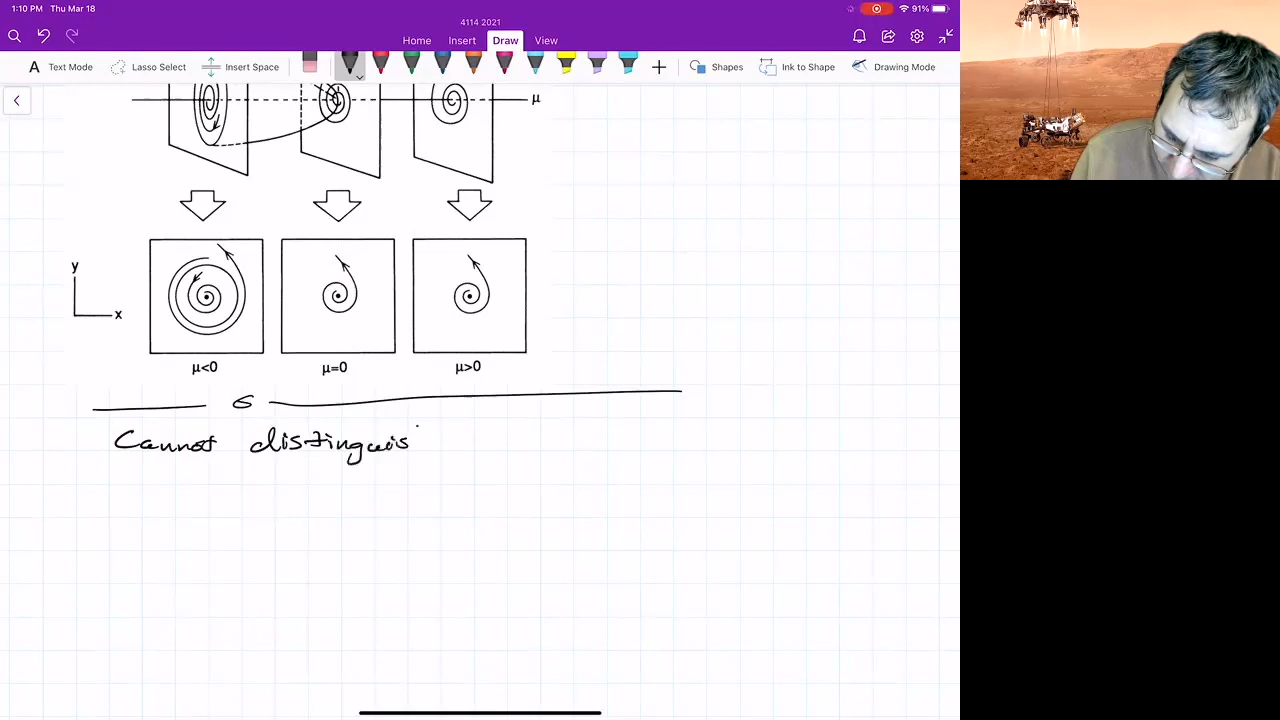 1:10 PM Thu Mar 18
91%
4114 2021
Home Insert Draw View
A Text Mode Lasso Select Insert Space Shapes Ink to Shape Drawing Mode
μ
y
x
μ<0 μ=0 μ>0
Cannot distinguis